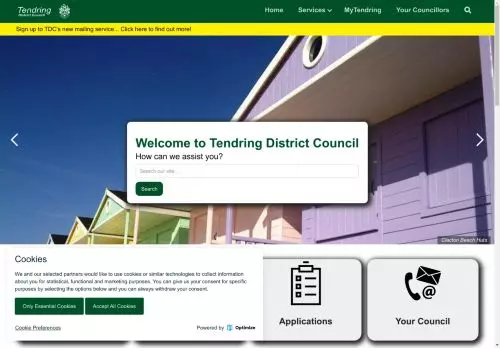 Tendring
District Council
Home
Services
MyTendring
Your Councillors
Sign up to TDC's new mailing service... Click here to find out more!
Welcome to Tendring District Council
How can we assist you?
Search our site...
Search
Clacton Beach Huts
Cookies
We and our selected partners would like to use cookies or similar technologies to collect information
about you for statistical, functional and marketing purposes. You can give us your consent for specific
purposes by selecting the options below and you can always withdraw your consent.
Only Essential Cookies
Accept All Cookies
Cookie Preferences
Powered by
Optimize
Applications
Your Council